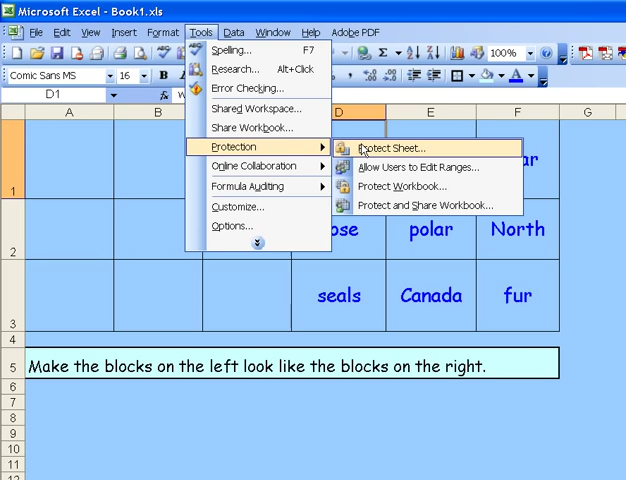 Microsoft Excel - Book1.xls
File Edit View Insert Format Tools Data Window Help Adobe PDF
100%
Comic Sans MS 16 B
D1
Spelling... F7
Research... Alt+Click
Error Checking...
Shared Workspace...
Share Workbook...
Protection
Online Collaboration
Formula Auditing
Customize...
Options...
Protect Sheet...
Allow Users to Edit Ranges...
Protect Workbook...
Protect and Share Workbook...
A B D E F G
1
2 polar North
3 seals Canada fur
4
5 Make the blocks on the left look like the blocks on the right.
6
7
8
9
10
11
12